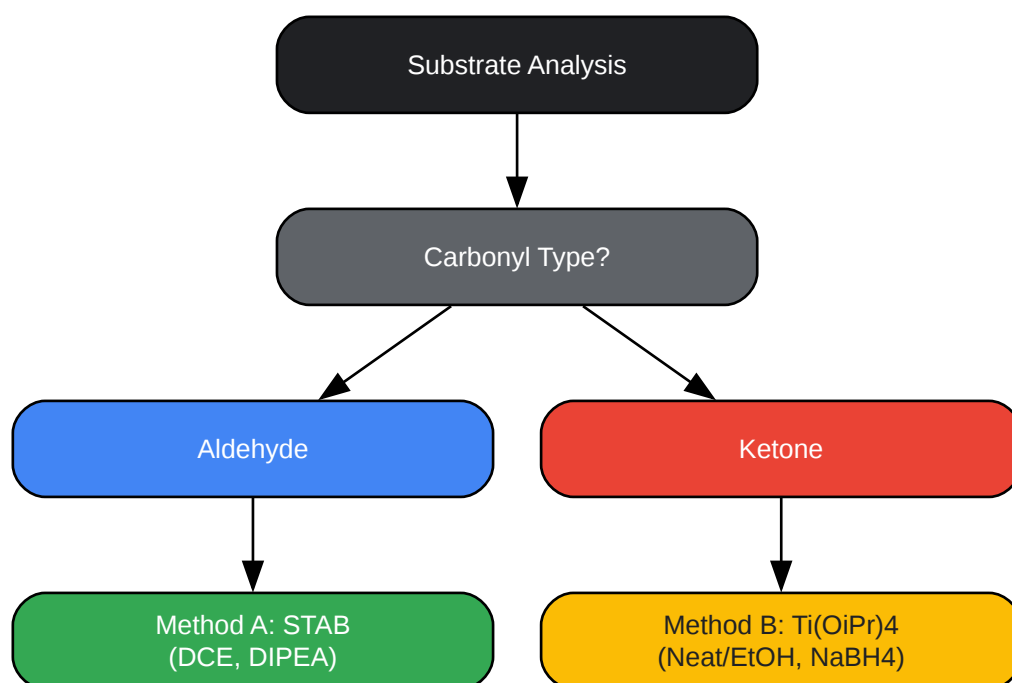 Substrate Analysis
Carbonyl Type?
Aldehyde
Ketone
Method A: STAB
(DCE, DIPEA)
Method B: Ti(OiPr)4
(Neat/EtOH, NaBH4)